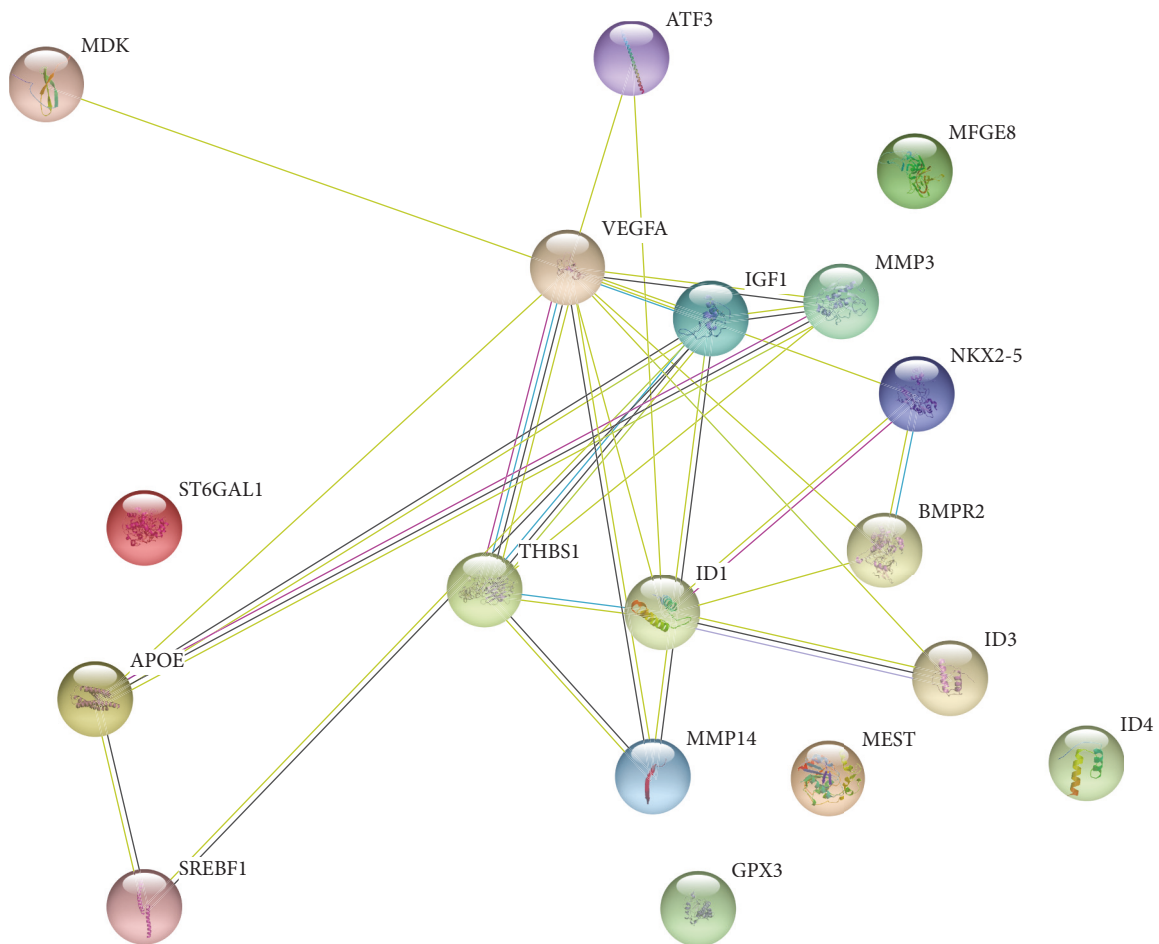 ATF3
MDK
MFGE8
VEGFA
IGF1
MMP3
NKX2-5
ST6GAL1
BMPR2
THBS1
ID1
ID3
APOE
ID4
MMP14
MEST
SREBF1
GPX3